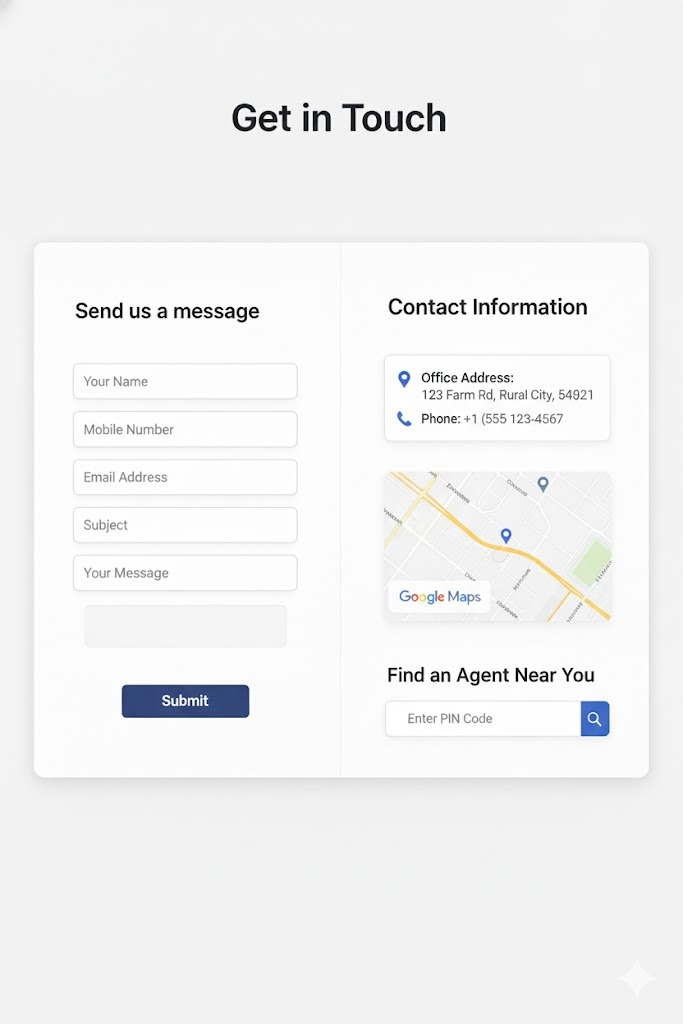 Get in Touch
Send us a message
Your Name
Mobile Number
Email Address
Subject
Your Message
Submit
Contact Information
Office Address:
123 Farm Rd, Rural City, 54921
Phone: +1 (555 123-4567
Google Maps
Find an Agent Near You
Enter PIN Code